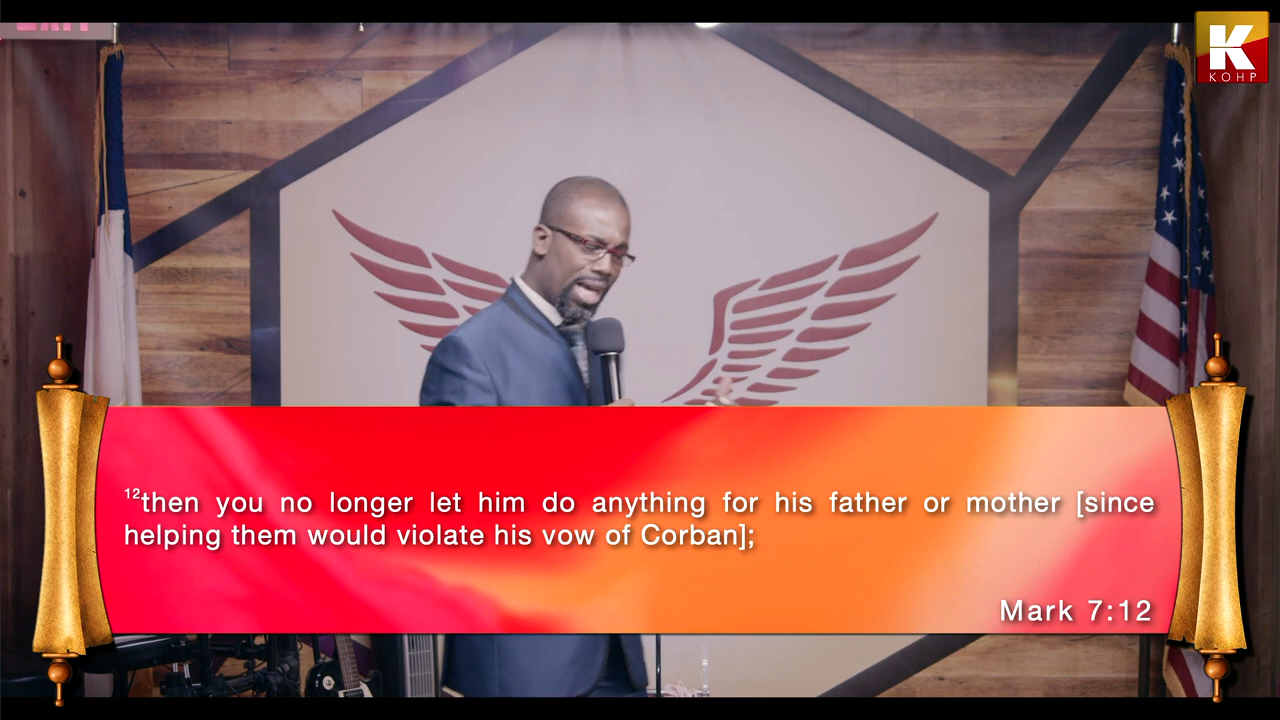 EXIT
K
KOHP
12then you no longer let him do anything for his father or mother [since
helping them would violate his vow of Corban];
Mark 7:12